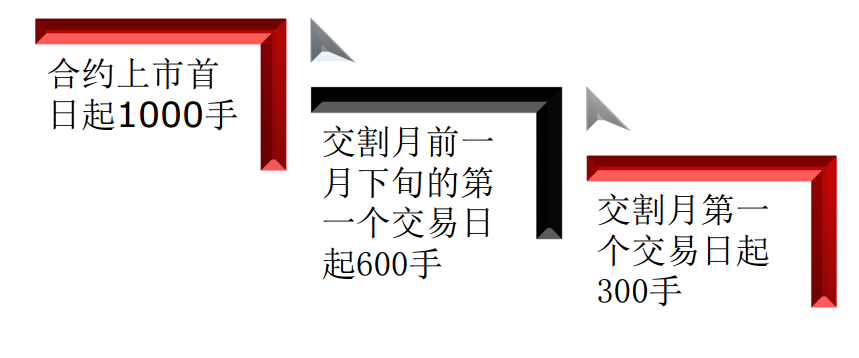 合约上市首
日起1000手
交割月前一
月下旬的第
一个交易日
起600手
交割月第一
个交易日起
300手